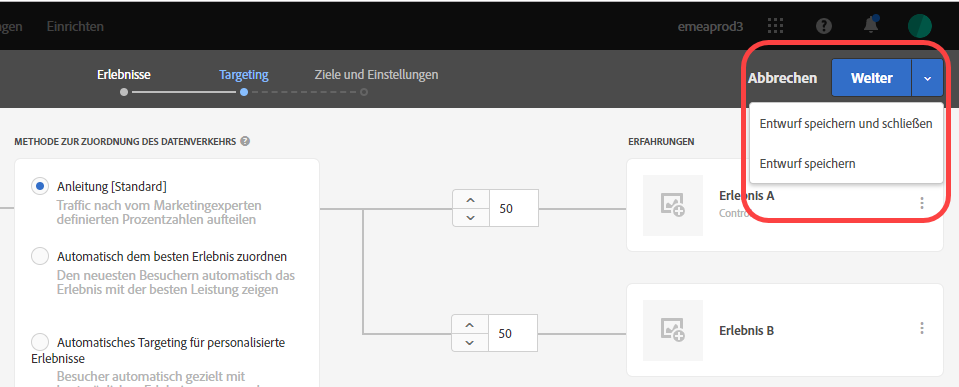 gen Einrichten emeaprod3
Erlebnisse Targeting Ziele und Einstellungen Abbrechen Weiter
Entwurf speichern und schließen
Entwurf speichern
METHODE ZUR ZUORDNUNG DES DATENVERKEHRS ? ERFAHRUNGEN
Anleitung [Standard]
Traffic nach vom Marketingexperten
definierten Prozentzahlen aufteilen
50
Erlebnis A
Contro
Automatisch dem besten Erlebnis zuordnen
Den neuesten Besuchern automatisch das
Erlebnis mit der besten Leistung zeigen
50
Erlebnis B
Automatisches Targeting für personalisierte
Erlebnisse
Besucher automatisch gezielt mit